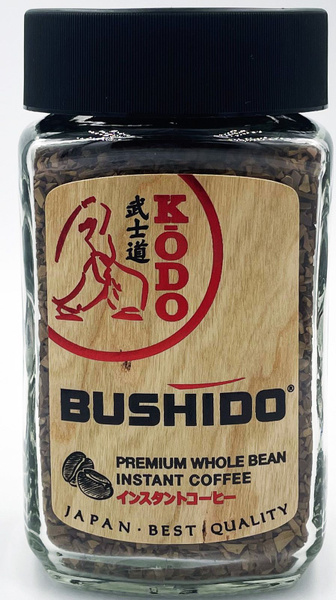 武士道
KŌDO
BUSHIDO®
PREMIUM WHOLE BEAN
INSTANT COFFEE
インスタントコーヒー
JAPAN · BEST QUALITY